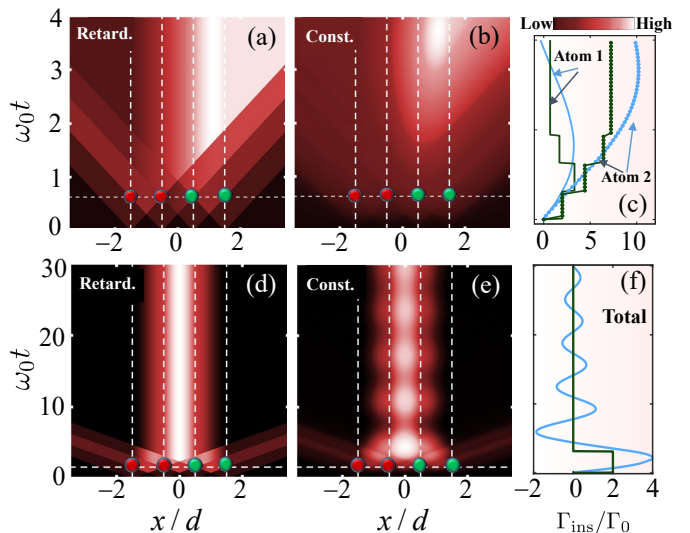 Retard. (a)
Const. (b)
Low High
Atom 1
Atom 2
(c)
ω₀t
4
3
2
1
0
−2 0 2
−2 0 2
0 5 10
Retard. (d)
Const. (e)
(f)
Total
ω₀t
30
20
10
0
−2 0 2
−2 0 2
−2 0 2 4
x / d
x / d
Γins/Γ0